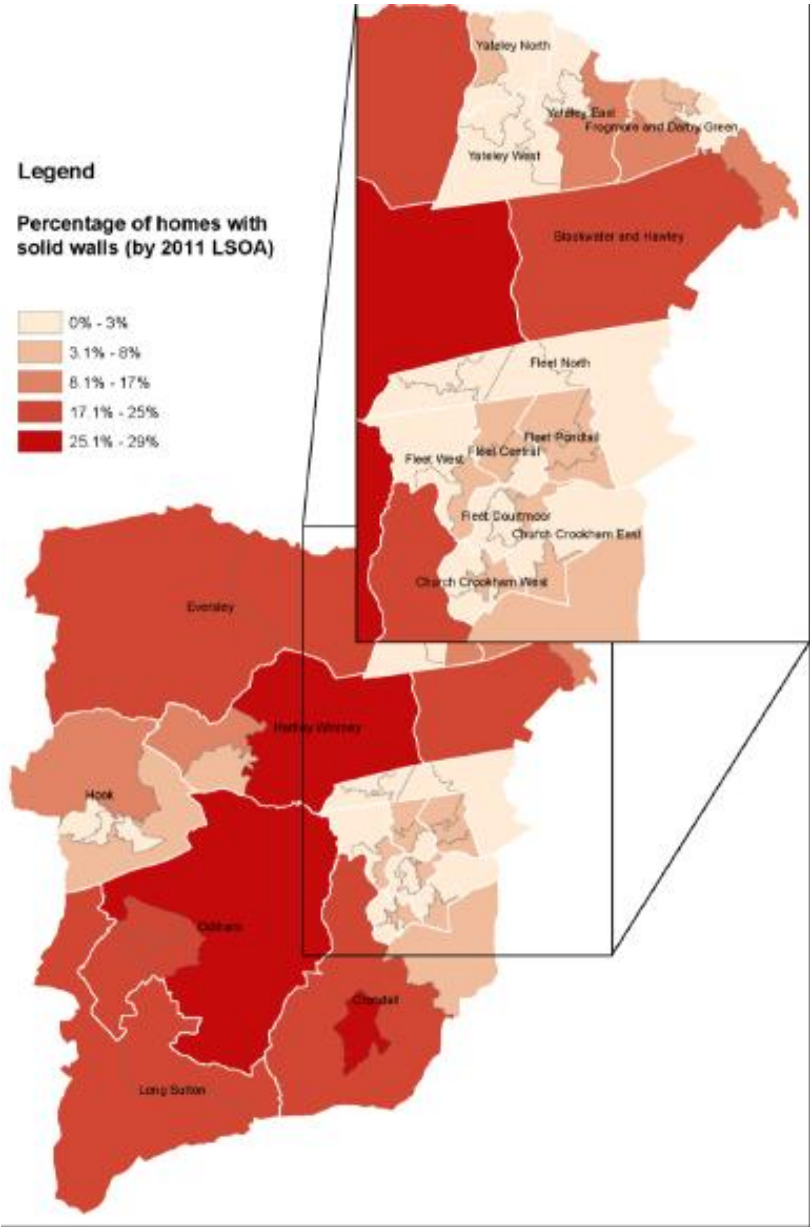 Legend
Percentage of homes with
solid walls (by 2011 LSOA)
0% - 3%
3.1% - 8%
8.1% - 17%
17.1% - 25%
25.1% - 29%
Yateley North
Yateley East
Frogmore and Darby Green
Yateley West
Blackwater and Hawley
Fleet North
Fleet Pondtail
Fleet Central
Fleet West
Fleet Courtmoor
Church Crookham East
Church Crookham West
Eversley
Hartley Wintney
Hook
Odiham
Crondall
Long Sutton